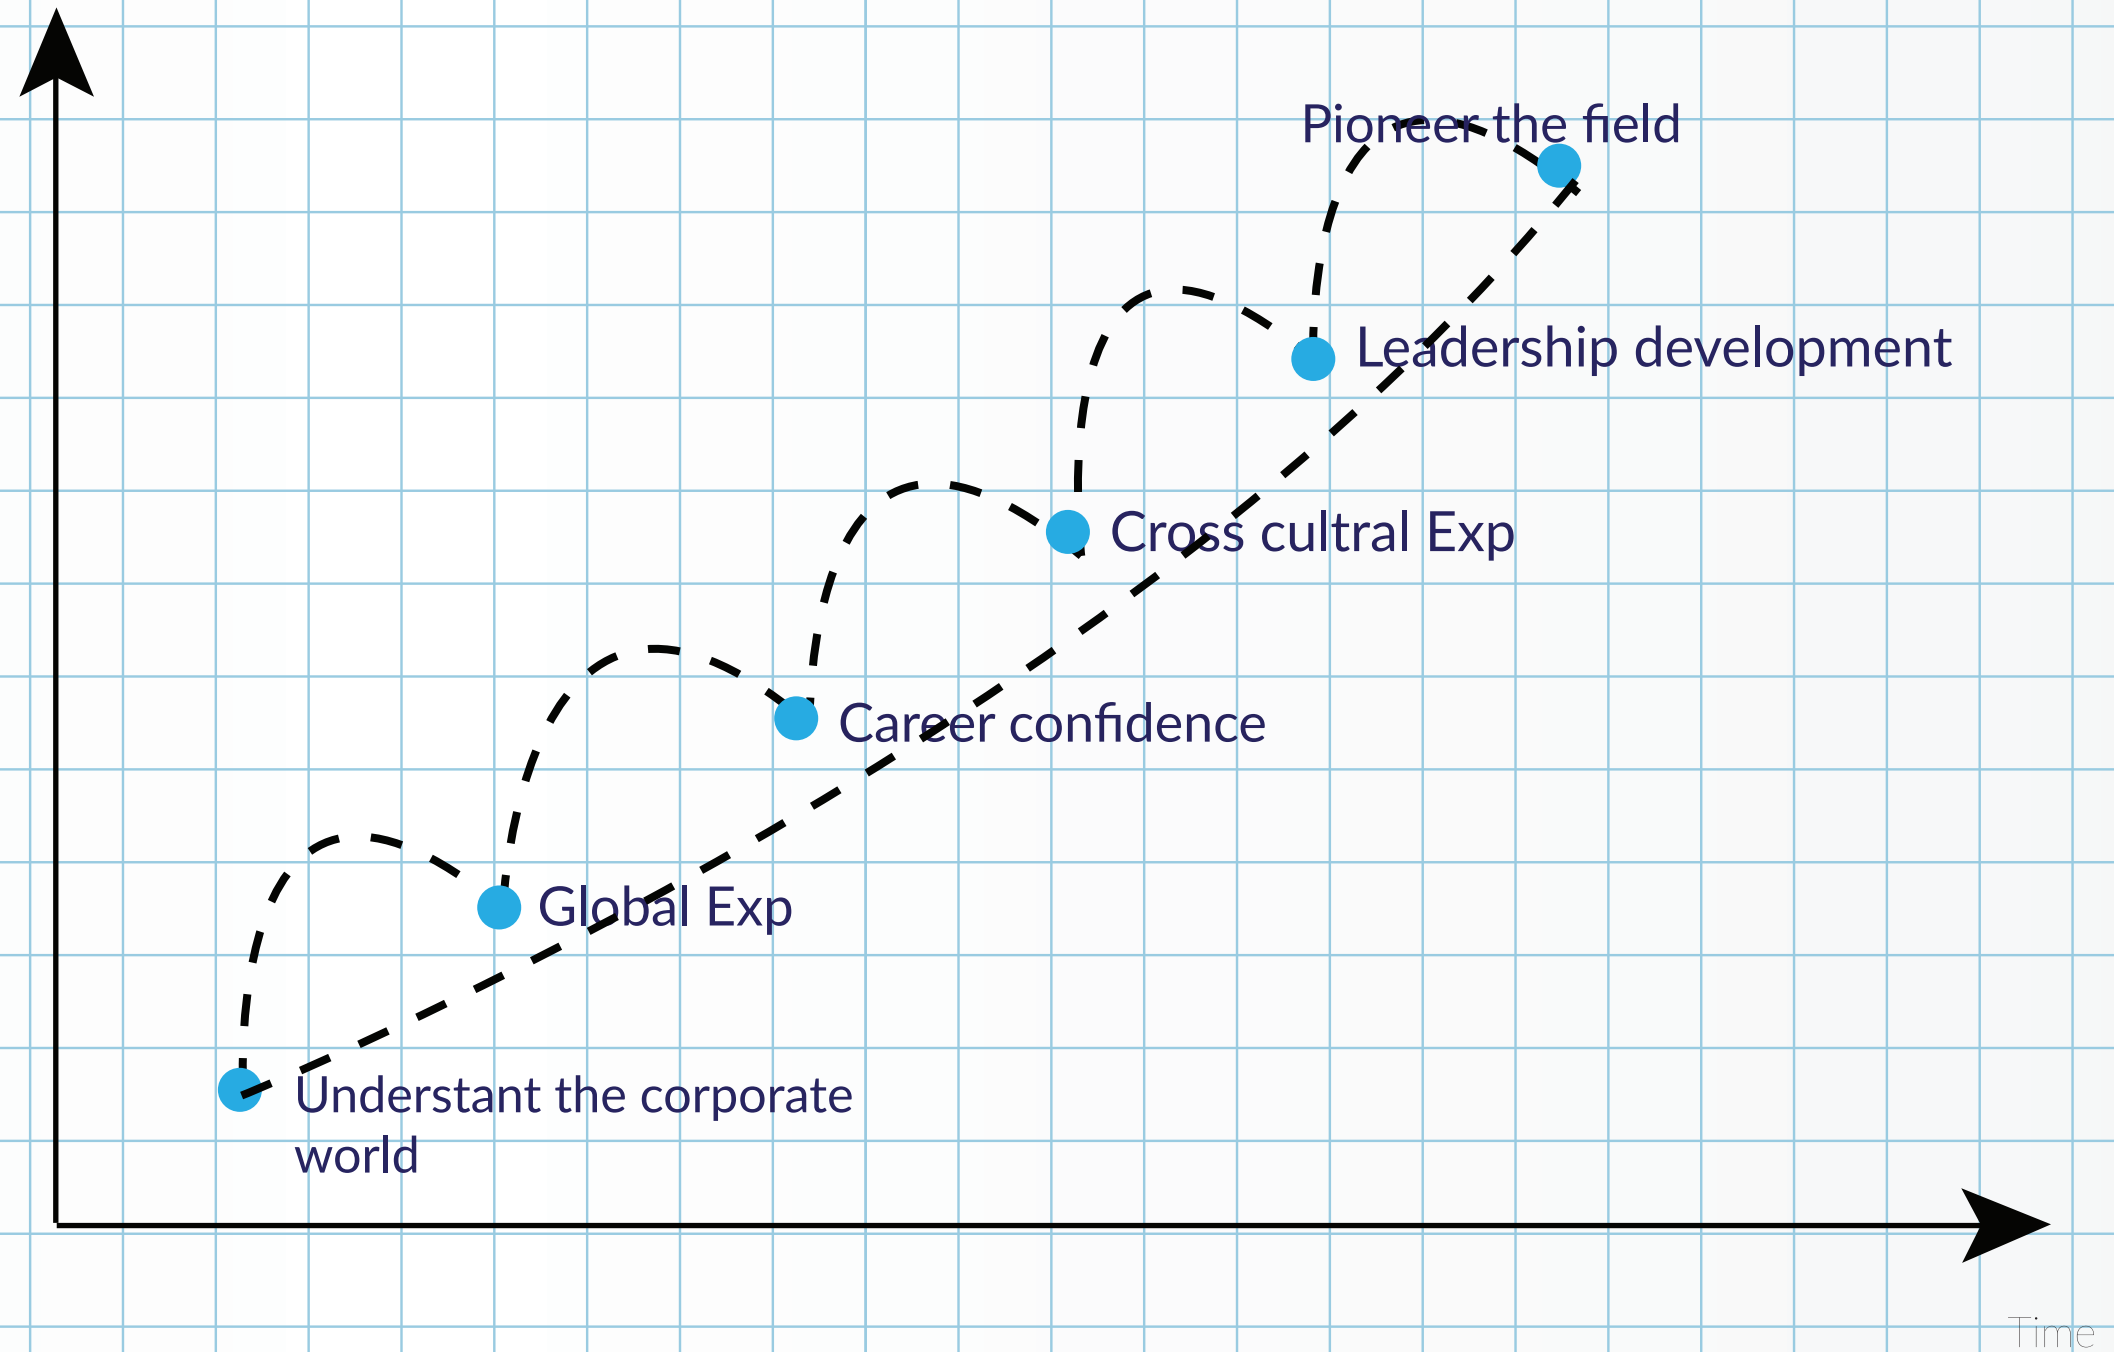 Pioneer the field
Leadership development
Cross cultral Exp
Career confidence
Global Exp
Understant the corporate
world
Time